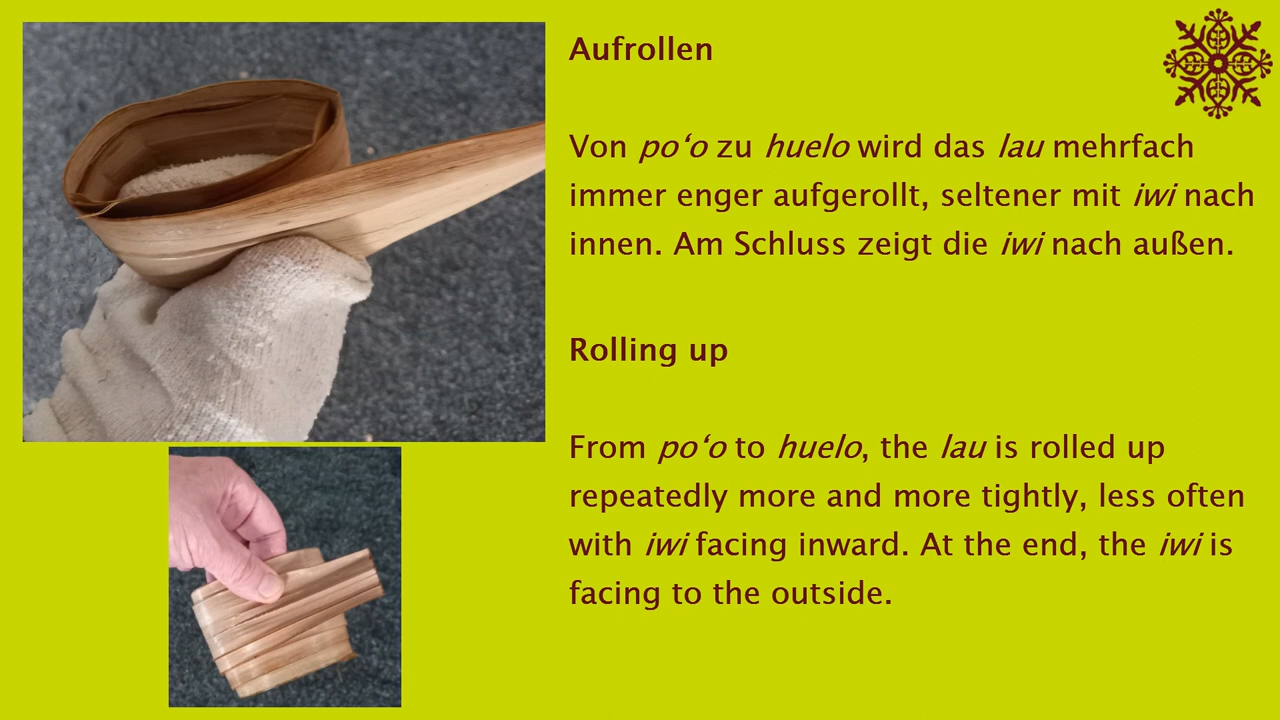 Aufrollen
Von po‘o zu huelo wird das lau mehrfach
immer enger aufgerollt, seltener mit iwi nach
innen. Am Schluss zeigt die iwi nach außen.
Rolling up
From po‘o to huelo, the lau is rolled up
repeatedly more and more tightly, less often
with iwi facing inward. At the end, the iwi is
facing to the outside.